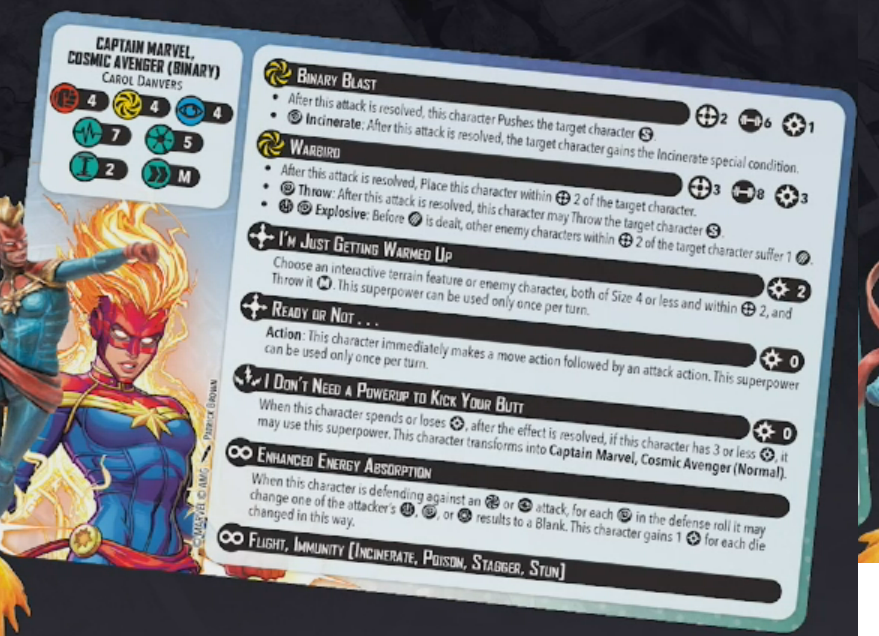 CAPTAIN MARVEL,
COSMIC AVENGER (BINARY)
CAROL DANVERS
4 4 4
7 5
2 M
BINARY BLAST
2 6 1
After this attack is resolved, this character Pushes the target character S.
Incinerate: After this attack is resolved, the target character gains the Incinerate special condition.
WARBIRD
3 8 3
After this attack is resolved, Place this character within 2 of the target character.
Throw: After this attack is resolved, this character may Throw the target character S.
Explosive: Before is dealt, other enemy characters within 2 of the target character suffer 1 .
I'M JUST GETTING WARMED UP
2
Choose an interactive terrain feature or enemy character, both of Size 4 or less and within 2, and
Throw it M. This superpower can be used only once per turn.
READY OR NOT . . .
0
Action: This character immediately makes a move action followed by an attack action. This superpower
can be used only once per turn.
I DON'T NEED A POWERUP TO KICK YOUR BUTT
0
When this character spends or loses , after the effect is resolved, if this character has 3 or less , it
may use this superpower. This character transforms into Captain Marvel, Cosmic Avenger (Normal).
ENHANCED ENERGY ABSORPTION
When this character is defending against an or attack, for each in the defense roll it may
change one of the attacker's , , or results to a Blank. This character gains 1 for each die
changed in this way.
FLIGHT, IMMUNITY [INCINERATE, POISON, STAGGER, STUN]
©MARVEL © AMG PATRICK BROWN